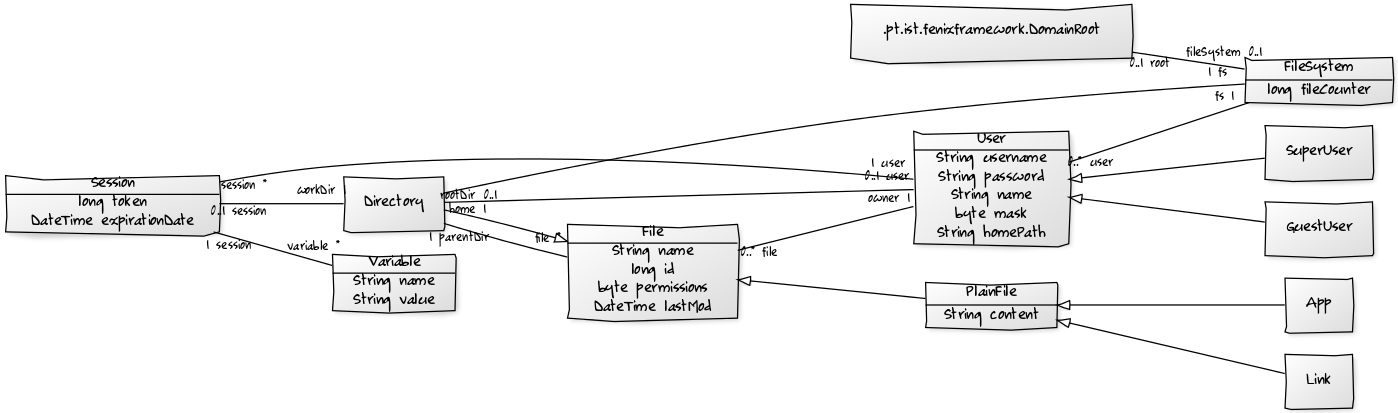 .pt.ist.fenixframework.DomainRoot
0..1 root
fileSystem 0..1
1 fs
FileSystem
long fileCounter
fs 1
User
String username
String password
String name
byte mask
String homePath
1 user
0..1 user
owner 1
0..* user
SuperUser
GuestUser
Session
long token
DateTime expirationDate
session *
0..1 session
1 session
workDir
variable *
Directory
rootDir 0..1
home 1
1 parentDir
file *
Variable
String name
String value
File
String name
long id
byte permissions
DateTime lastMod
0..* file
PlainFile
String content
App
Link